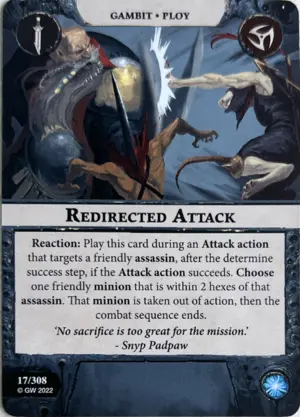 GAMBIT • PLOY
REDIRECTED ATTACK
Reaction: Play this card during an Attack action
that targets a friendly assassin, after the determine
success step, if the Attack action succeeds. Choose
one friendly minion that is within 2 hexes of that
assassin. That minion is taken out of action, then the
combat sequence ends.
'No sacrifice is too great for the mission.'
- Snyp Padpaw
17/308
© GW 2022